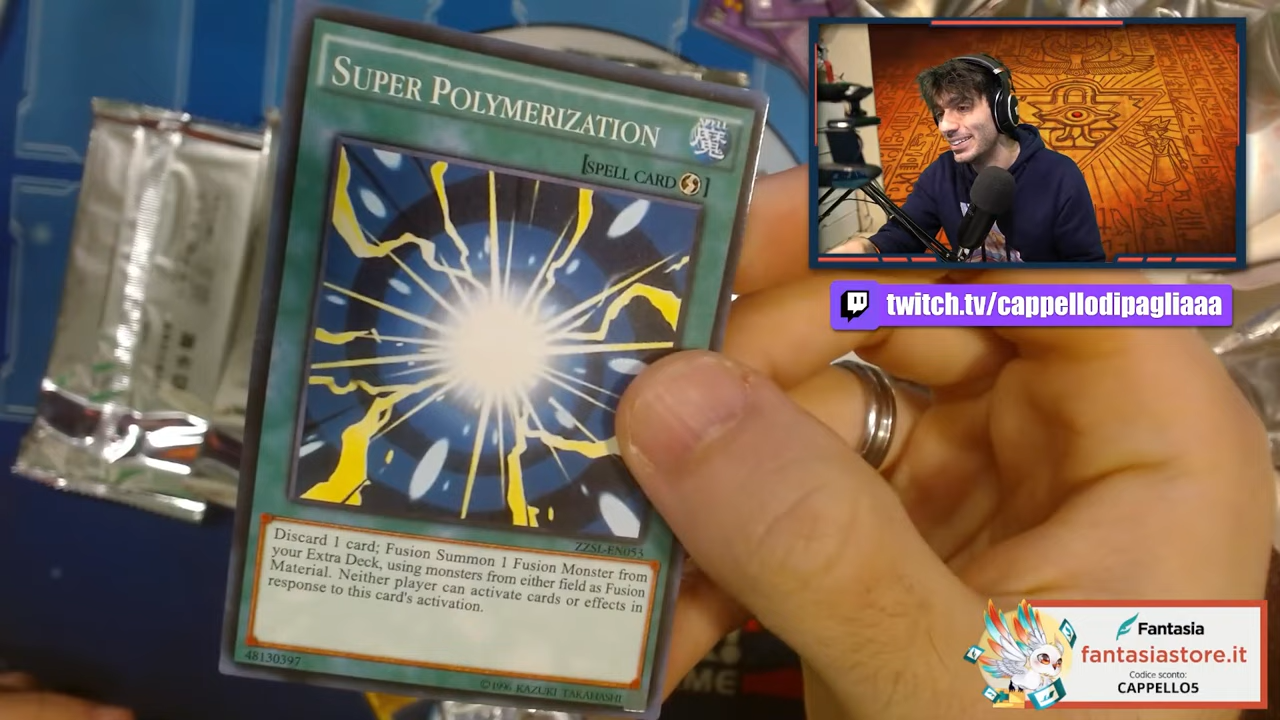 SUPER POLYMERIZATION
SPELL
魔
[SPELL CARD ]
ZZSL-EN053
Discard 1 card; Fusion Summon 1 Fusion Monster from
your Extra Deck, using monsters from either field as Fusion
Material. Neither player can activate cards or effects in
response to this card's activation.
48130397
©1996 KAZUKI TAKAHASHI
twitch.tv/cappellodipagliaaa
Fantasia
fantasiastore.it
Codice sconto:
CAPPELLO5